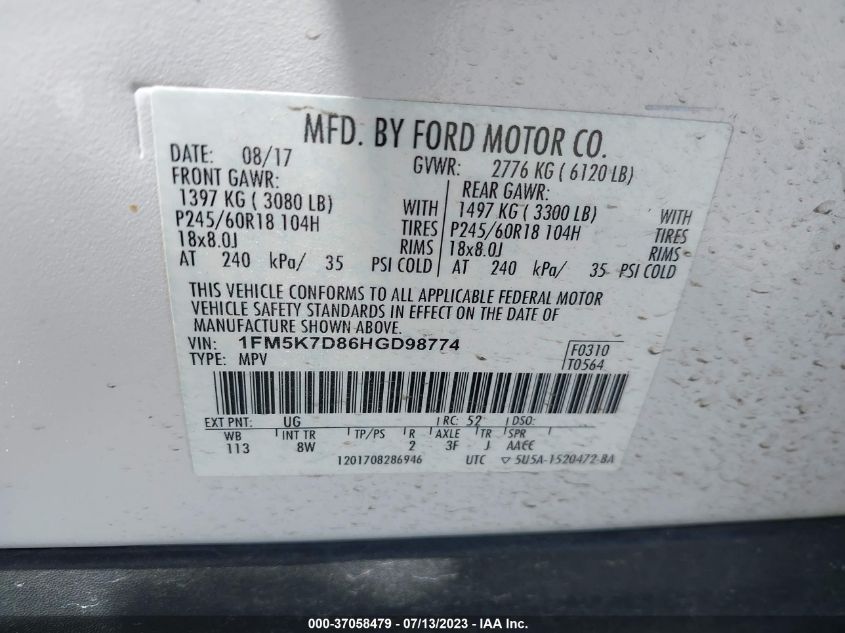 MFD. BY FORD MOTOR CO.
DATE: 08/17 GVWR: 2776 KG ( 6120 LB)
FRONT GAWR: REAR GAWR:
1397 KG ( 3080 LB) WITH 1497 KG ( 3300 LB) WITH
P245/60R18 104H TIRES P245/60R18 104H TIRES
18x8.0J RIMS 18x8.0J RIMS
AT 240 kPa/ 35 PSI COLD AT 240 kPa/ 35 PSI COLD
THIS VEHICLE CONFORMS TO ALL APPLICABLE FEDERAL MOTOR
VEHICLE SAFETY STANDARDS IN EFFECT ON THE DATE OF
MANUFACTURE SHOWN ABOVE.
VIN: 1FM5K7D86HGD98774 F0310
TYPE: MPV T0564
EXT PNT: UG RC: 52 DSO:
WB INT TR TP/PS R AXLE TR SPR
113 8W 2 3F J AAEE
1201708286946 UTC ▽ 5U5A-1520472-BA
000-37058479 - 07/13/2023 - IAA Inc.